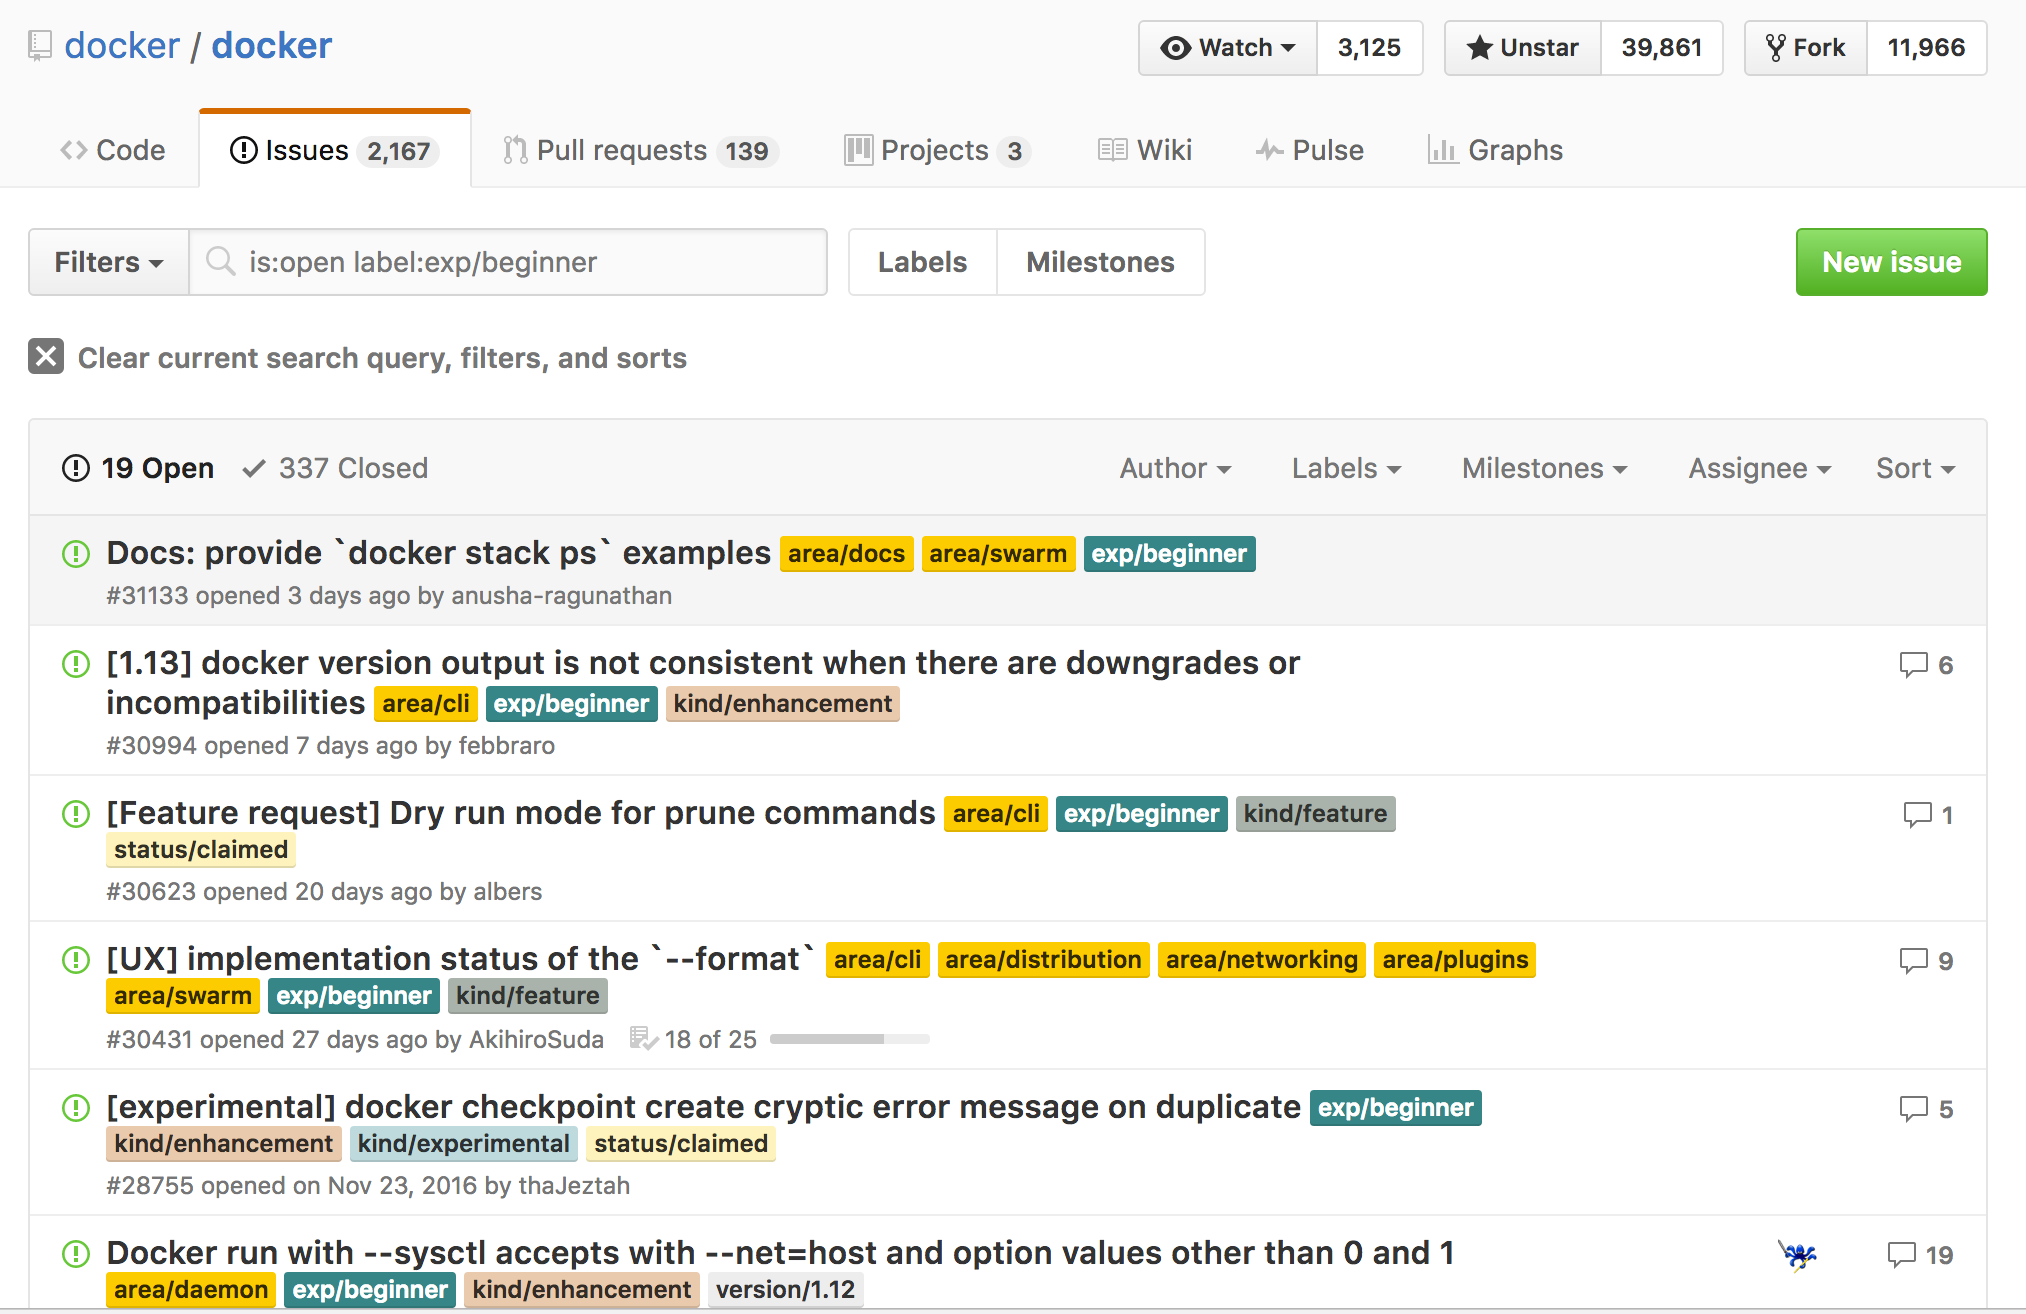 docker / docker
Watch 3,125 Unstar 39,861 Fork 11,966
Code Issues 2,167 Pull requests 139 Projects 3 Wiki Pulse Graphs
Filters is:open label:exp/beginner Labels Milestones New issue
Clear current search query, filters, and sorts
19 Open 337 Closed Author Labels Milestones Assignee Sort
Docs: provide `docker stack ps` examples area/docs area/swarm exp/beginner
#31133 opened 3 days ago by anusha-ragunathan
[1.13] docker version output is not consistent when there are downgrades or 6
incompatibilities area/cli exp/beginner kind/enhancement
#30994 opened 7 days ago by febbraro
[Feature request] Dry run mode for prune commands area/cli exp/beginner kind/feature 1
status/claimed
#30623 opened 20 days ago by albers
[UX] implementation status of the `--format` area/cli area/distribution area/networking area/plugins 9
area/swarm exp/beginner kind/feature
#30431 opened 27 days ago by AkihiroSuda 18 of 25
[experimental] docker checkpoint create cryptic error message on duplicate exp/beginner 5
kind/enhancement kind/experimental status/claimed
#28755 opened on Nov 23, 2016 by thaJeztah
Docker run with --sysctl accepts with --net=host and option values other than 0 and 1 19
area/daemon exp/beginner kind/enhancement version/1.12